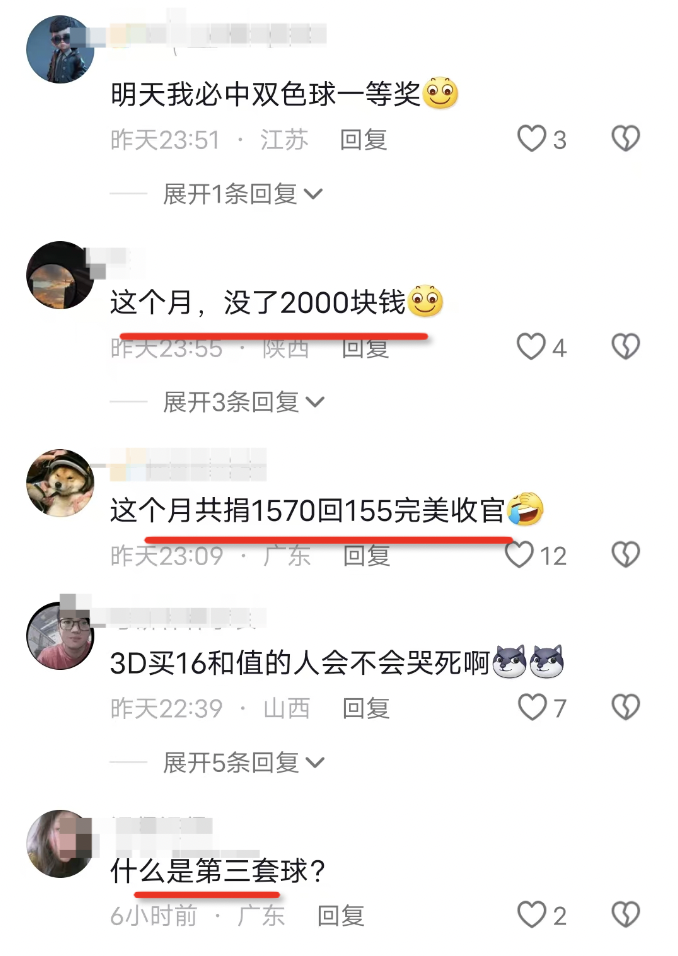 明天我必中双色球一等奖
昨天23:51 · 江苏 回复 3
展开1条回复
这个月，没了2000块钱
昨天23:55 · 陕西 回复 4
展开3条回复
这个月共捐1570回155完美收官
昨天23:09 · 广东 回复 12
3D买16和值的人会不会哭死啊
昨天22:39 · 山西 回复 7
展开5条回复
什么是第三套球？
6小时前 · 广东 回复 2